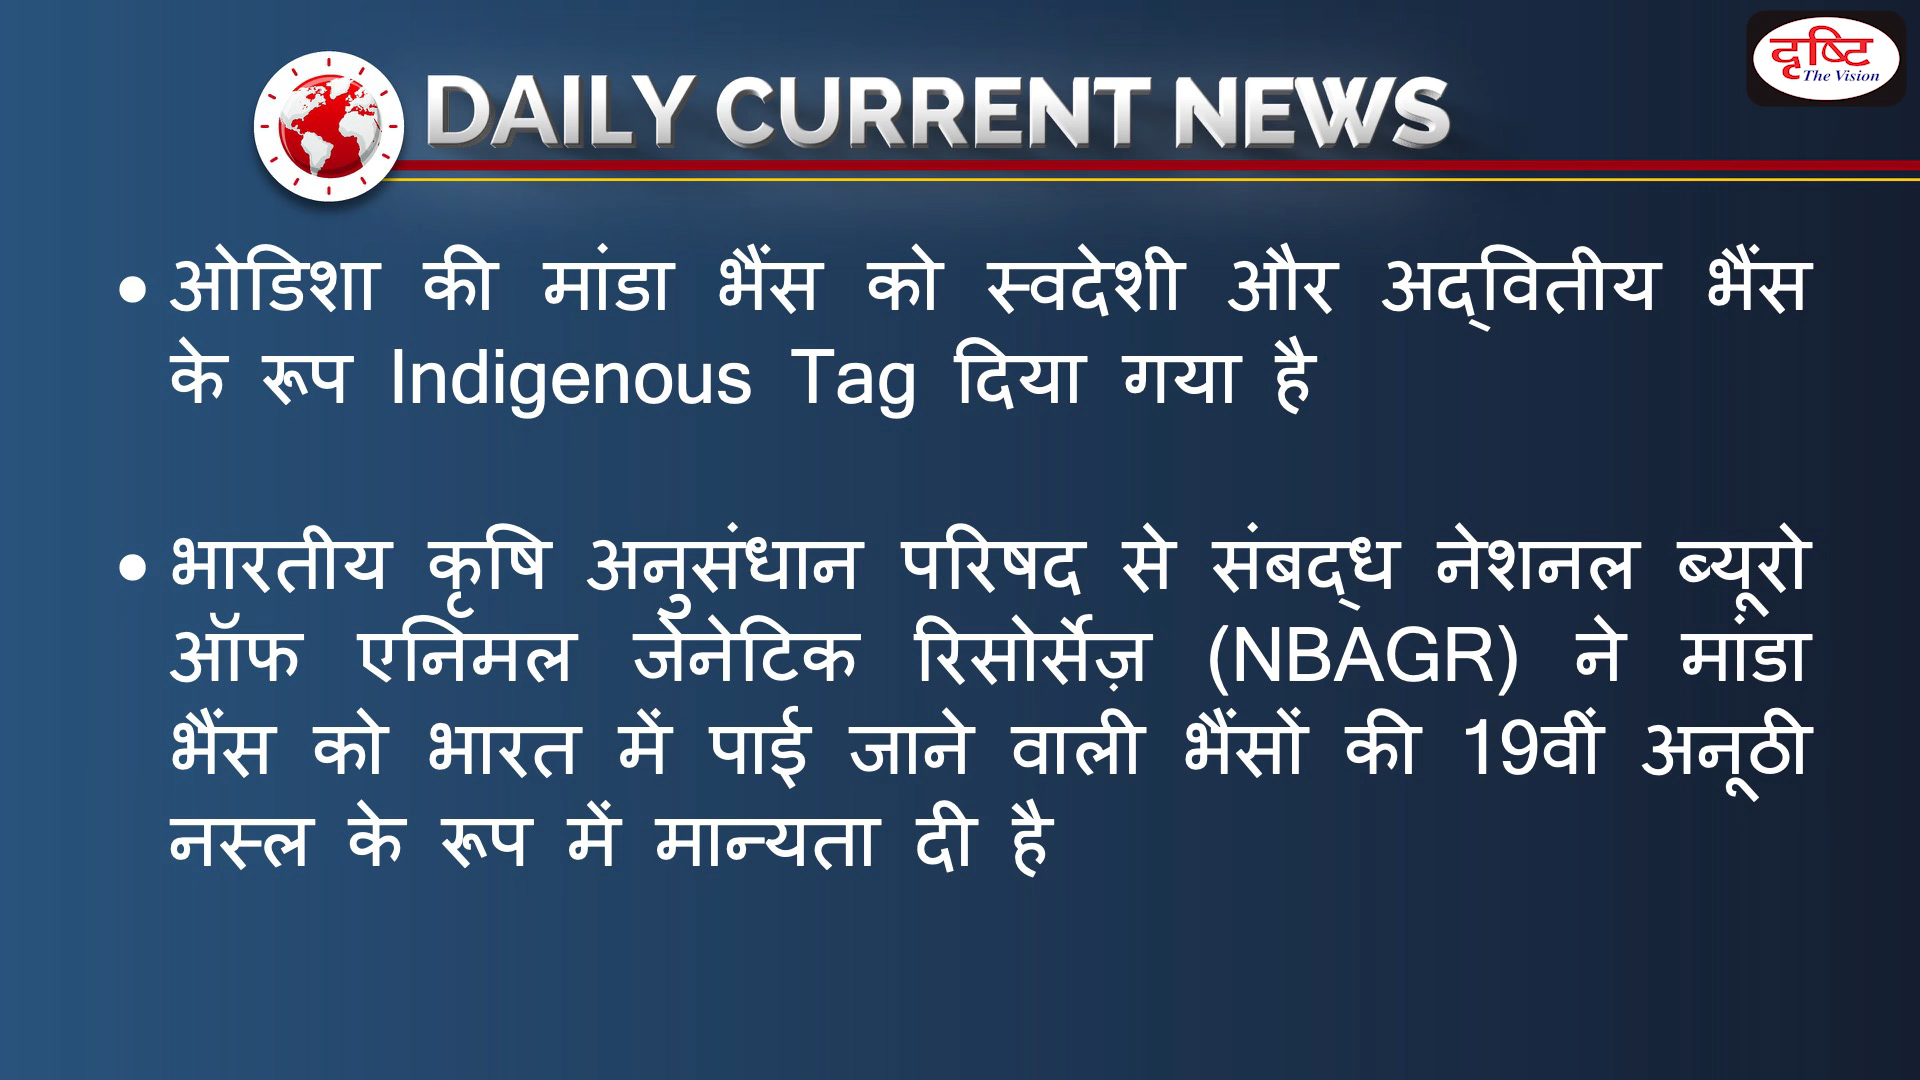 दृष्टि
The Vision
DAILY CURRENT NEWS
• ओडिशा की मांडा भैंस को स्वदेशी और अद्वितीय भैंस
के रूप Indigenous Tag दिया गया है
• भारतीय कृषि अनुसंधान परिषद से संबद्ध नेशनल ब्यूरो
ऑफ एनिमल जेनेटिक रिसोर्सेज़ (NBAGR) ने मांडा
भैंस को भारत में पाई जाने वाली भैंसों की 19वीं अनूठी
नस्ल के रूप में मान्यता दी है